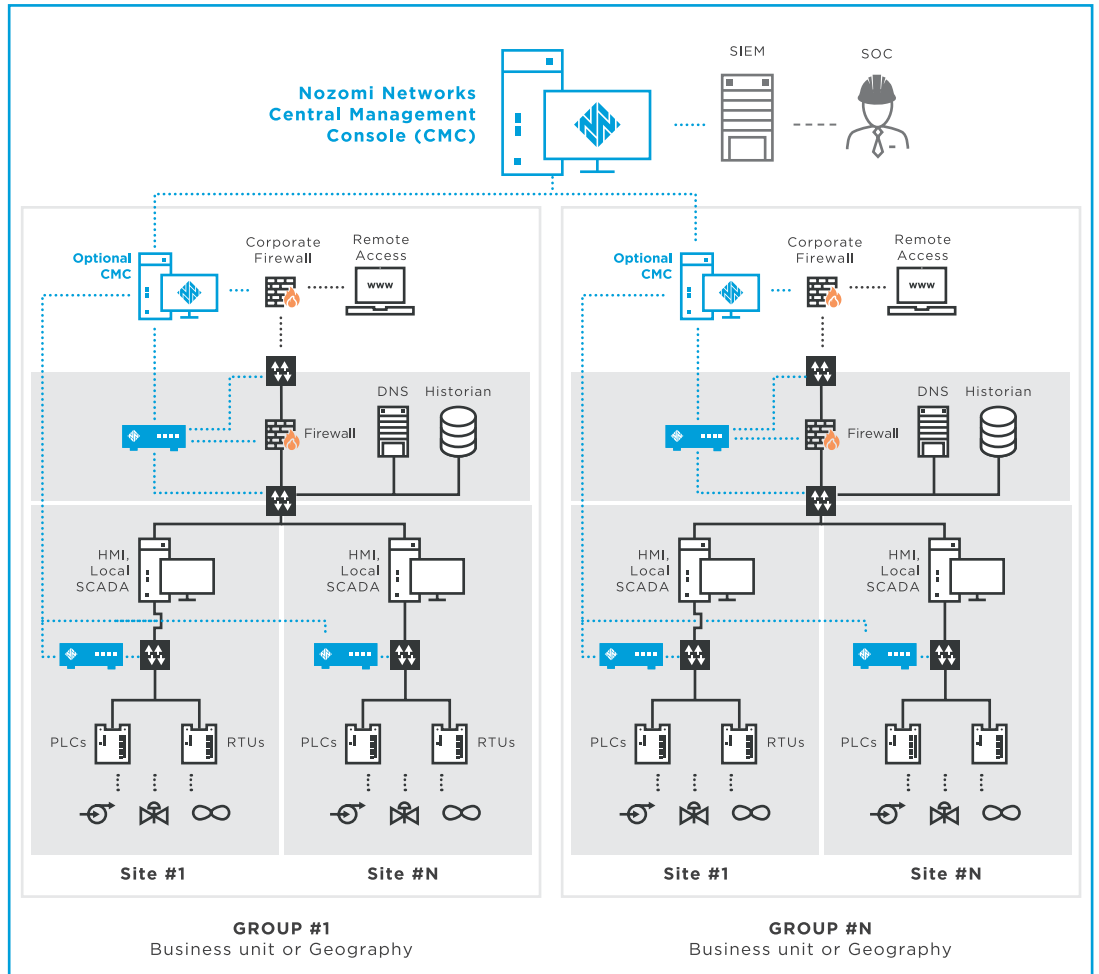 SIEM
SOC
Nozomi Networks
Central Management
Console (CMC)
Optional
CMC
Corporate
Firewall
Remote
Access
www
DNS
Historian
Firewall
HMI,
Local
SCADA
HMI,
Local
SCADA
PLCs
RTUs
PLCs
RTUs
Site #1
Site #N
GROUP #1
Business unit or Geography
Optional
CMC
Corporate
Firewall
Remote
Access
www
DNS
Historian
Firewall
HMI,
Local
SCADA
HMI,
Local
SCADA
PLCs
RTUs
PLCs
RTUs
Site #1
Site #N
GROUP #N
Business unit or Geography